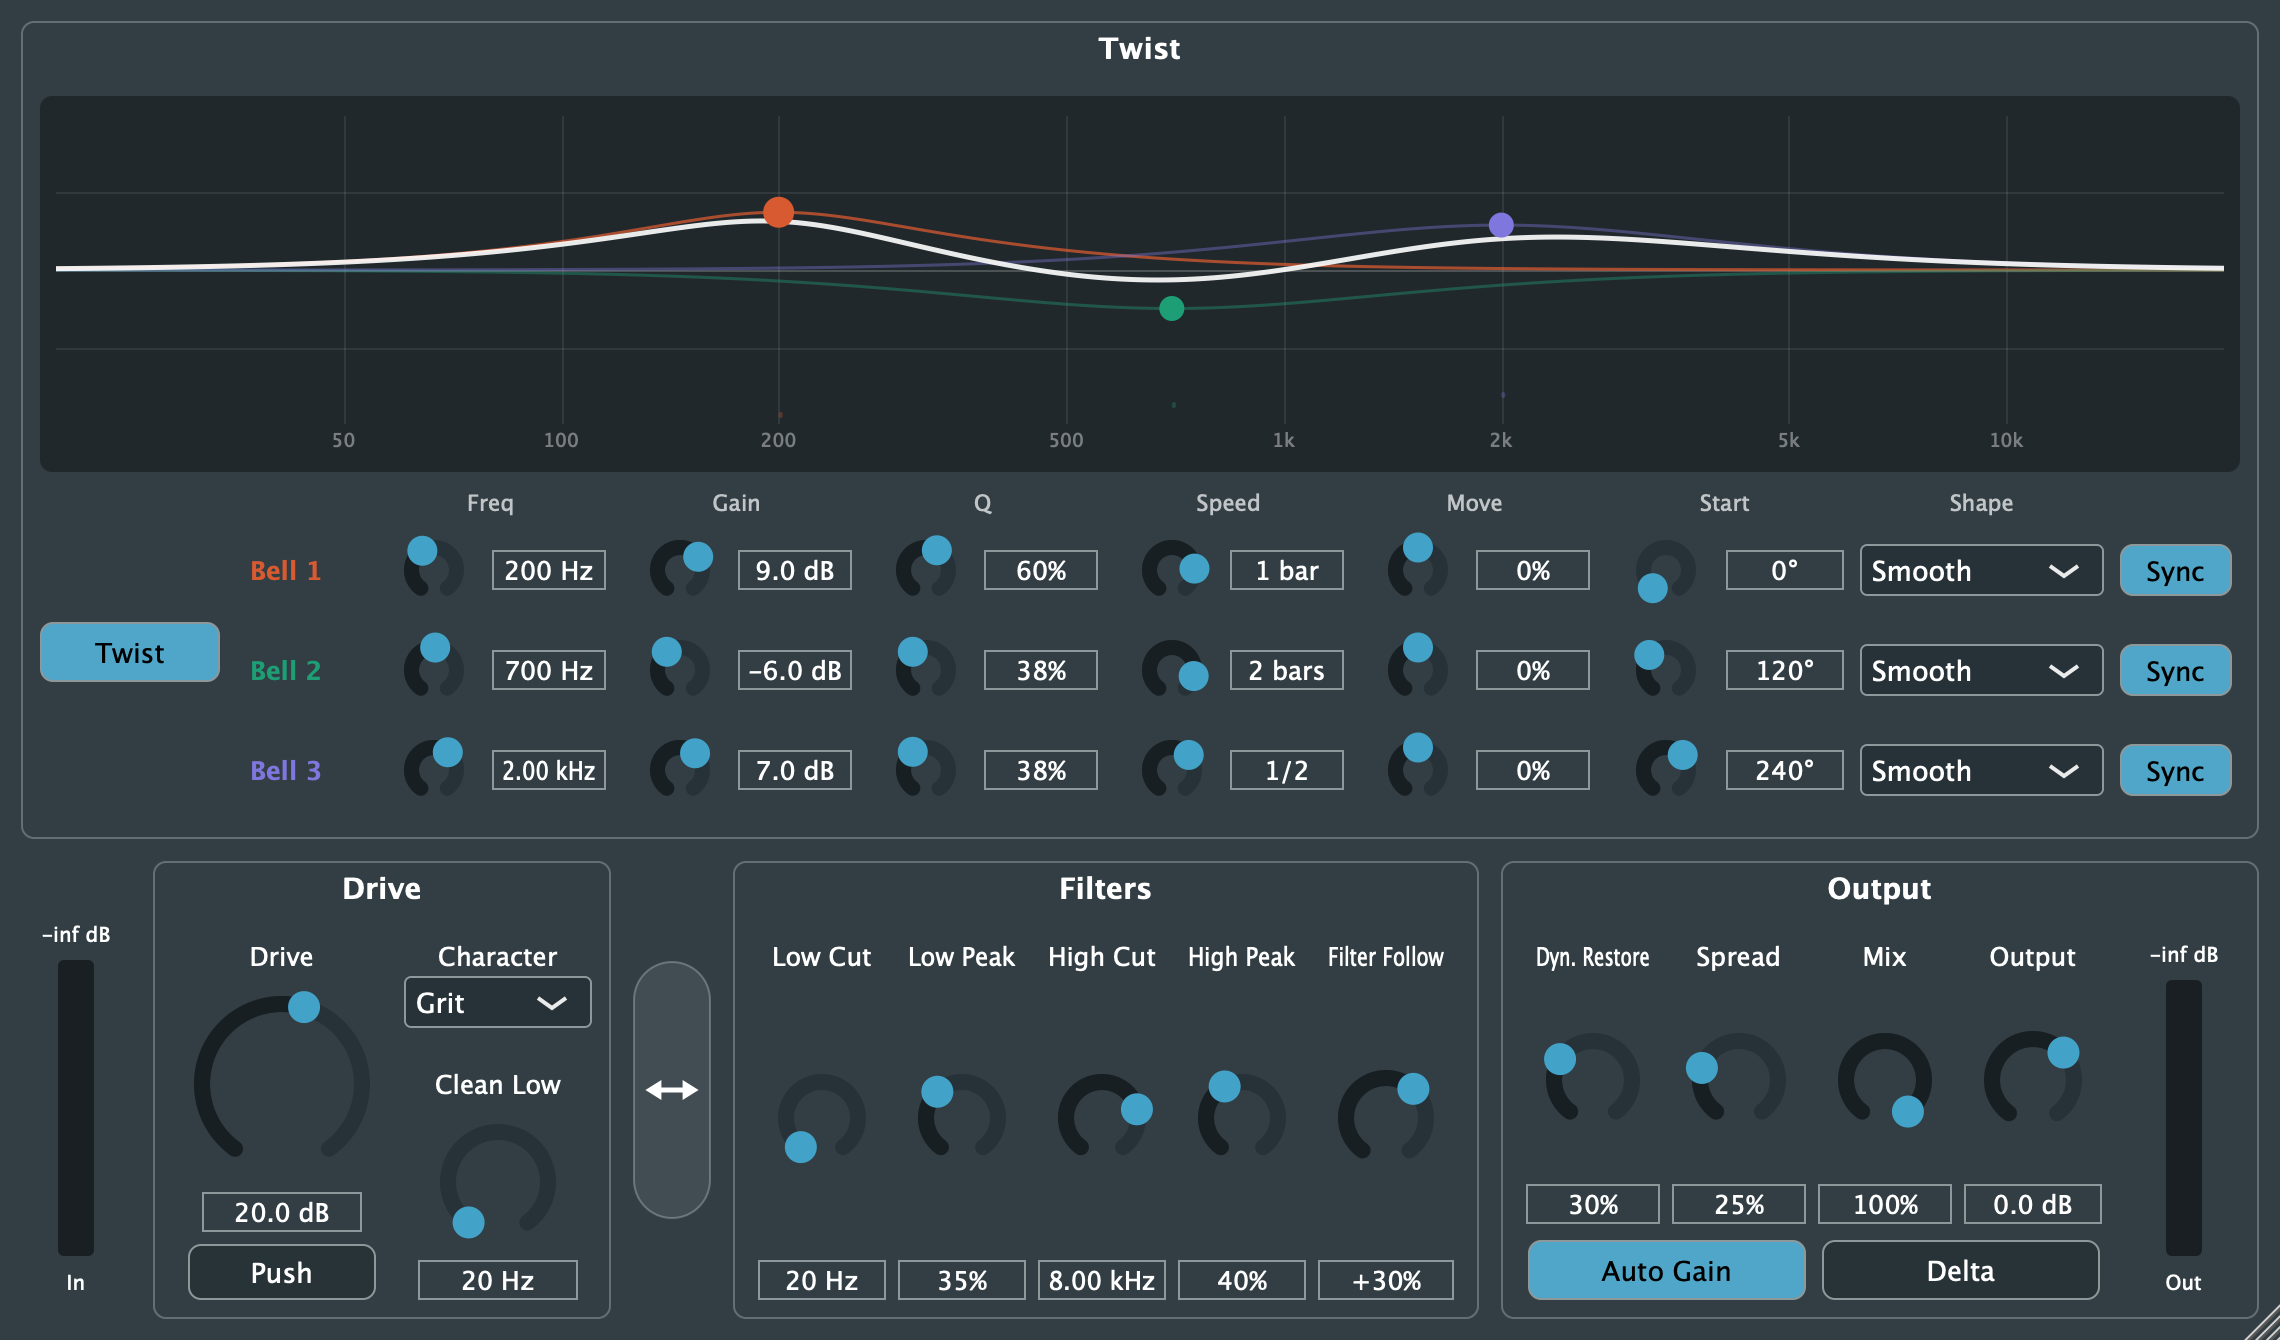 Twist
50 100 200 500 1k 2k 5k 10k
Freq Gain Q Speed Move Start Shape
Bell 1 200 Hz 9.0 dB 60% 1 bar 0% 0° Smooth Sync
Twist
Bell 2 700 Hz -6.0 dB 38% 2 bars 0% 120° Smooth Sync
Bell 3 2.00 kHz 7.0 dB 38% 1/2 0% 240° Smooth Sync
-inf dB
In
Drive
Drive
20.0 dB
Push
Character
Grit
Clean Low
20 Hz
Filters
Low Cut Low Peak High Cut High Peak Filter Follow
20 Hz 35% 8.00 kHz 40% +30%
Output
Dyn. Restore Spread Mix Output
30% 25% 100% 0.0 dB
Auto Gain Delta
-inf dB
Out